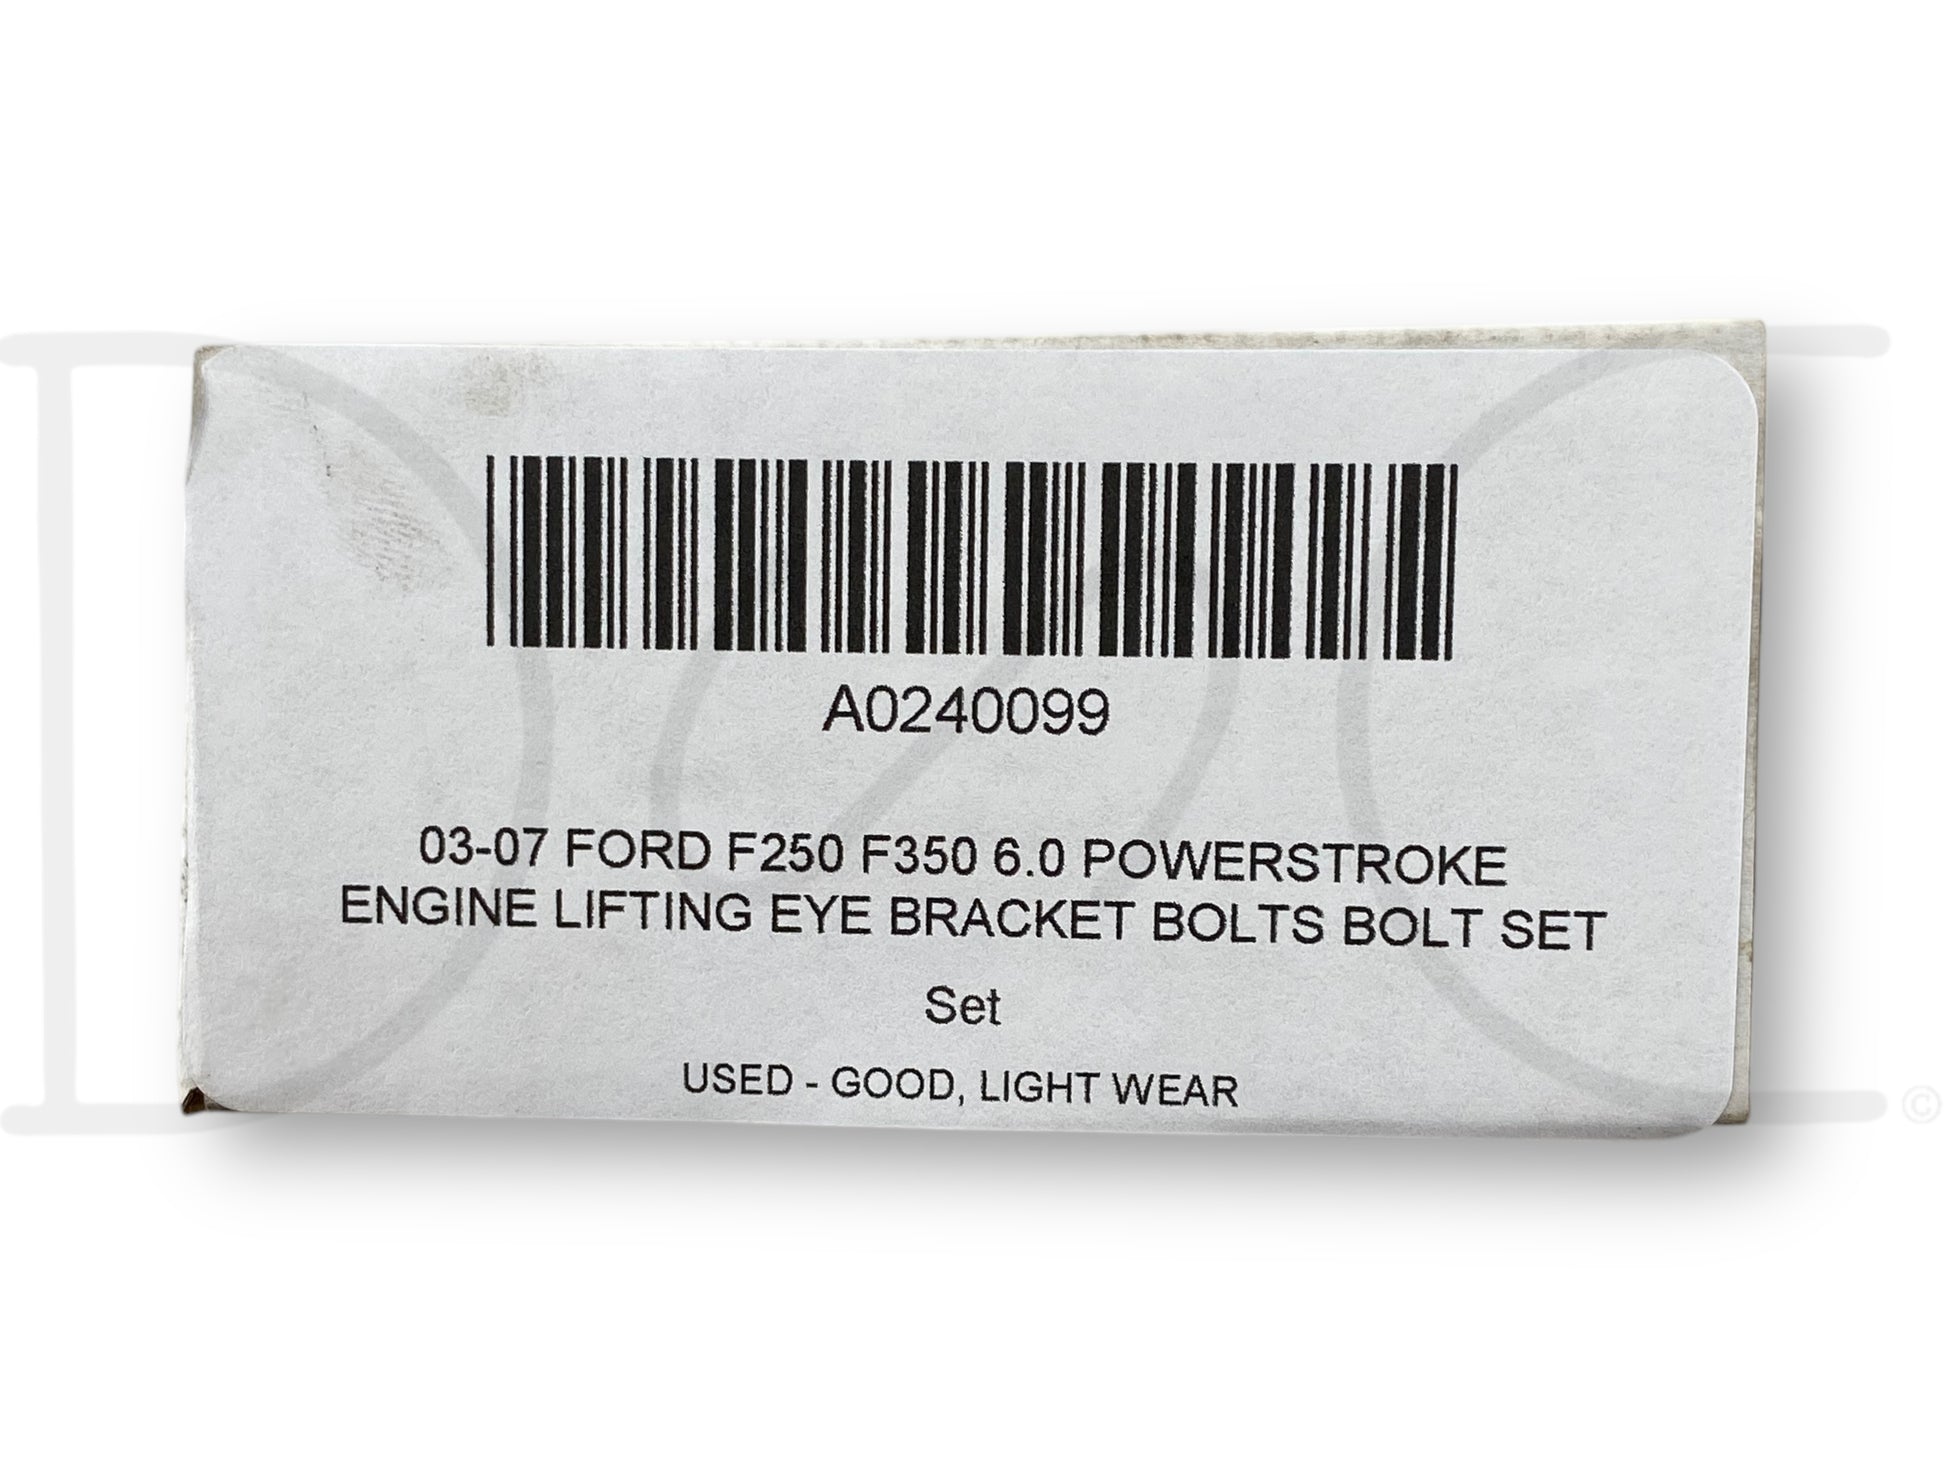 A0240099
03-07 FORD F250 F350 6.0 POWERSTROKE
ENGINE LIFTING EYE BRACKET BOLTS BOLT SET
Set
USED - GOOD, LIGHT WEAR
D2C
©